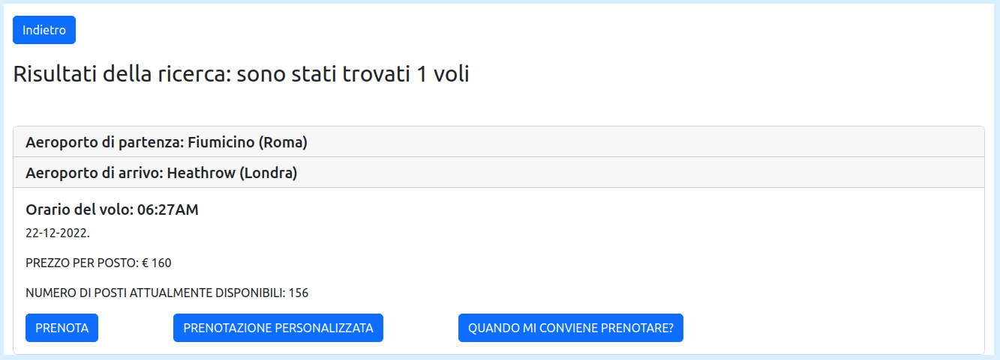 Indietro
Risultati della ricerca: sono stati trovati 1 voli
Aeroporto di partenza: Fiumicino (Roma)
Aeroporto di arrivo: Heathrow (Londra)
Orario del volo: 06:27AM
22-12-2022.
PREZZO PER POSTO: € 160
NUMERO DI POSTI ATTUALMENTE DISPONIBILI: 156
PRENOTA PRENOTAZIONE PERSONALIZZATA QUANDO MI CONVIENE PRENOTARE?